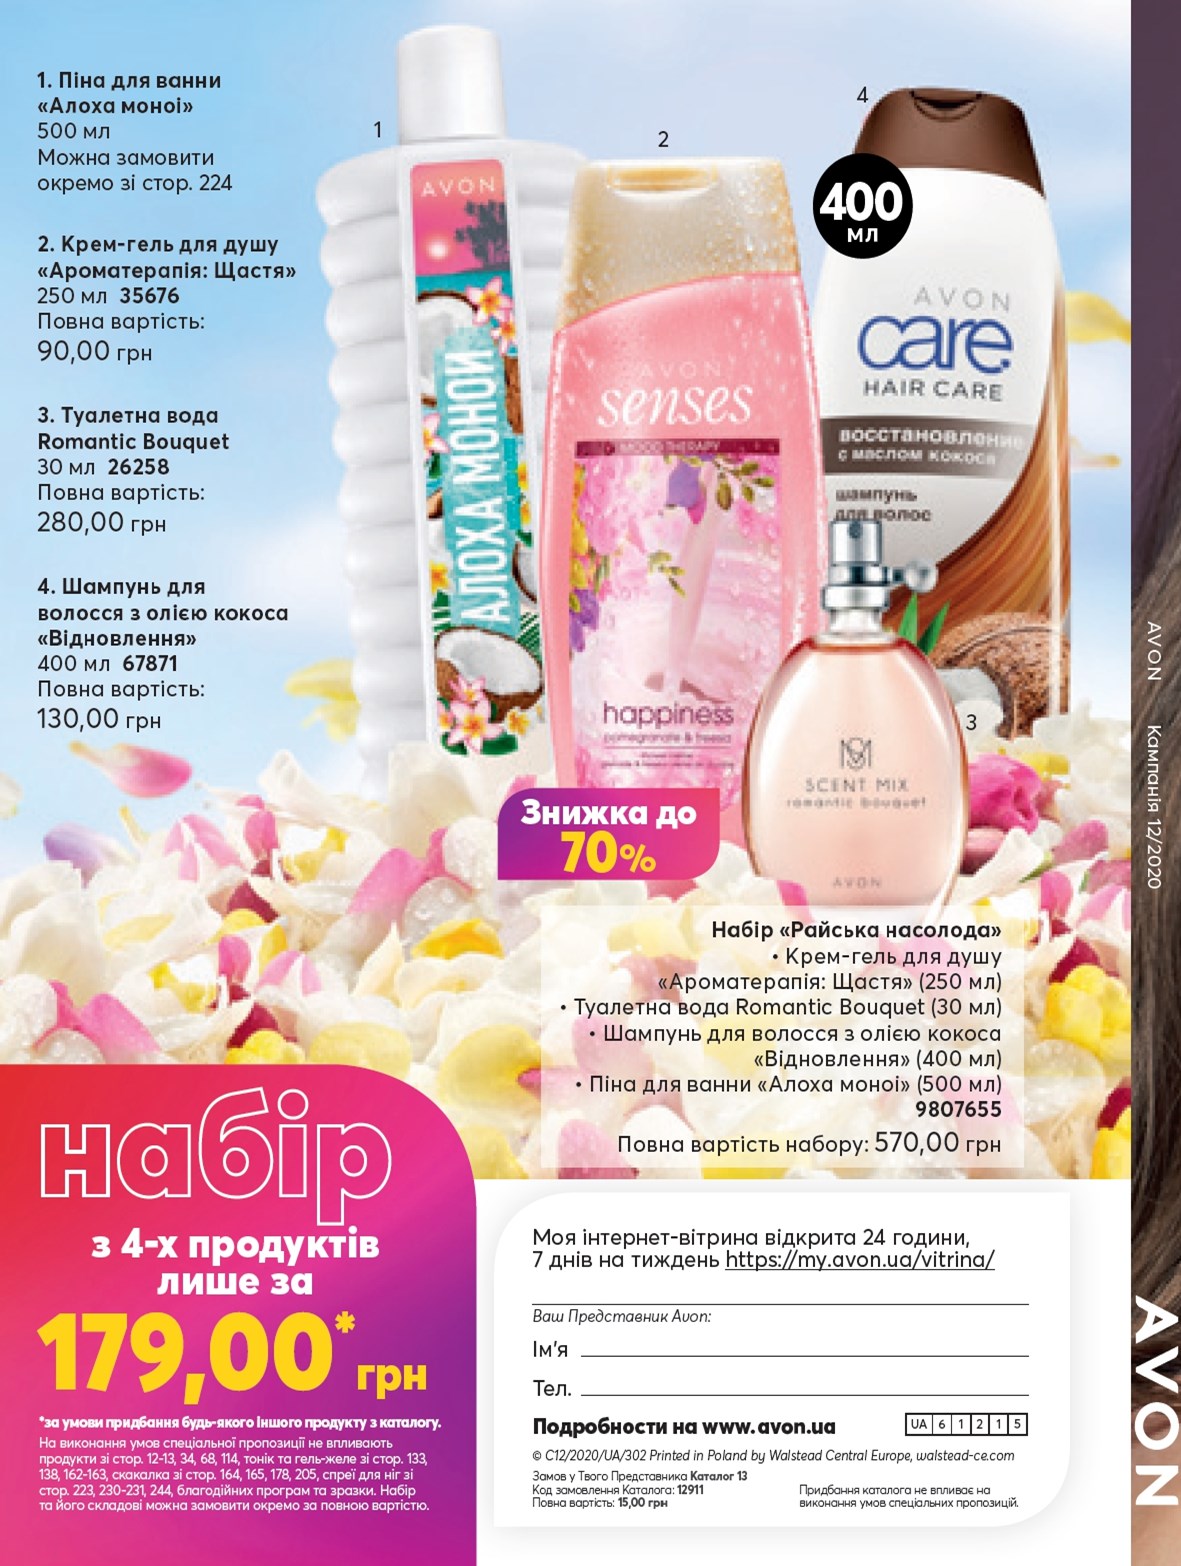 1. Піна для ванни
«Алоха моноі»
500 мл
Можна замовити
окремо зі стор. 224
2. Крем-гель для душу
«Ароматерапія: Щастя»
250 мл 35676
Повна вартість:
90,00 грн
3. Туалетна вода
Romantic Bouquet
30 мл 26258
Повна вартість:
280,00 грн
4. Шампунь для
волосся з олією кокоса
«Відновлення»
400 мл 67871
Повна вартість:
130,00 грн
1
AVON
АЛОХА МОНОЙ
2
AVON
senses
MOOD THERAPY
happiness
pomegranate & freesia
4
400
мл
AVON
care
HAIR CARE
ВОССТАНОВЛЕНИЕ
с маслом кокоса
шампунь
для волос
3
SCENT MIX
romantic bouquet
AVON
Знижка до
70%
Набір «Райська насолода»
• Крем-гель для душу
«Ароматерапія: Щастя» (250 мл)
• Туалетна вода Romantic Bouquet (30 мл)
• Шампунь для волосся з олією кокоса
«Відновлення» (400 мл)
• Піна для ванни «Алоха моноі» (500 мл)
9807655
Повна вартість набору: 570,00 грн
набір
з 4-х продуктів
лише за
179,00*
грн
*за умови придбання будь-якого іншого продукту з каталогу.
На виконання умов спеціальної пропозиції не впливають
продукти зі стор. 12-13, 34, 68, 114, тонік та гель-желе зі стор. 133,
138, 162-163, скакалка зі стор. 164, 165, 178, 205, спреї для ніг зі
стор. 223, 230-231, 244, благодійних програм та зразки. Набір
та його складові можна замовити окремо за повною вартістю.
Моя інтернет-вітрина відкрита 24 години,
7 днів на тиждень https://my.avon.ua/vitrina/
Ваш Представник Avon:
Ім'я
Тел.
Подробности на www.avon.ua
UA 6 1 2 1 5
© C12/2020/UA/302 Printed in Poland by Walstead Central Europe, walstead-ce.com
Замов у Твого Представника Каталог 13
Код замовлення Каталога: 12911
Повна вартість: 15,00 грн
Придбання каталога не впливає на
виконання умов спеціальних пропозицій.
AVON Кампанія 12/2020
AVON